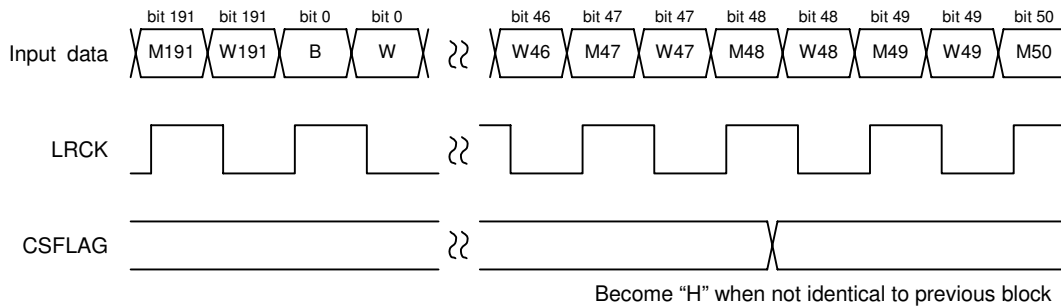 bit 191 bit 191 bit 0 bit 0 bit 46 bit 47 bit 47 bit 48 bit 48 bit 49 bit 49 bit 50
Input data M191 W191 B W W46 M47 W47 M48 W48 M49 W49 M50
LRCK
CSFLAG
Become “H” when not identical to previous block